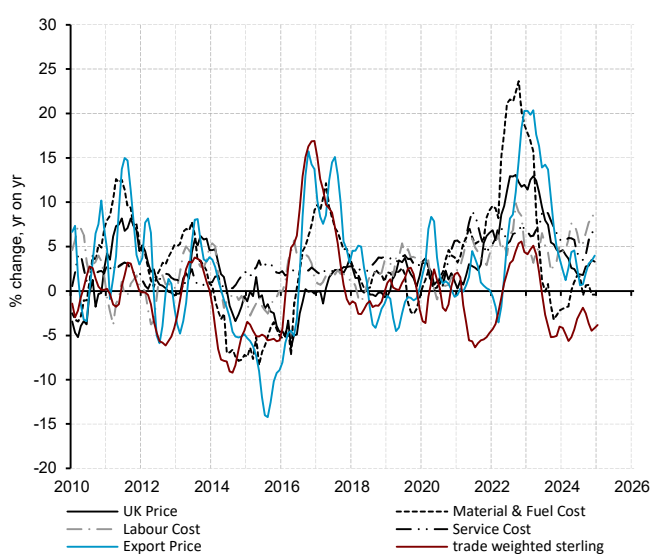 30
25
20
15
10
5
0
-5
-10
-15
-20
% change, yr on yr
2010 2012 2014 2016 2018 2020 2022 2024 2026
UK Price Material & Fuel Cost
Labour Cost Service Cost
Export Price trade weighted sterling